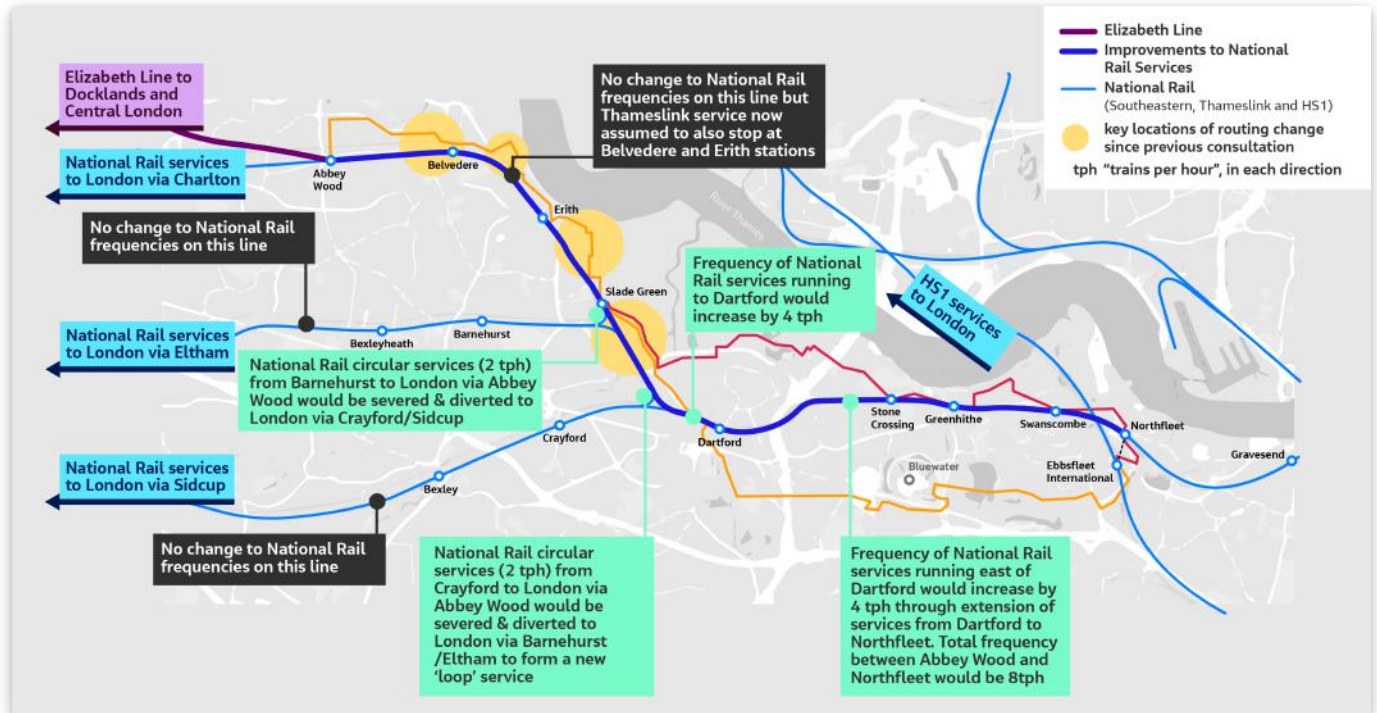 Elizabeth Line
Improvements to National
Rail Services
National Rail
(Southeastern, Thameslink and HS1)
key locations of routing change
since previous consultation
tph "trains per hour", in each direction
Elizabeth Line to
Docklands and
Central London
No change to National Rail
frequencies on this line but
Thameslink service now
assumed to also stop at
Belvedere and Erith stations
National Rail services
to London via Charlton
Abbey
Wood
Belvedere
River Thames
Erith
No change to National Rail
frequencies on this line
Frequency of National
Rail services running
to Dartford would
increase by 4 tph
HS1 services
to London
Slade Green
National Rail services
to London via Eltham
Bexleyheath
Barnehurst
National Rail circular services (2 tph)
from Barnehurst to London via Abbey
Wood would be severed & diverted to
London via Crayford/Sidcup
Stone
Crossing
Greenhithe
Swanscombe
Northfleet
Crayford
Dartford
Bluewater
Ebbsfleet
International
Gravesend
National Rail services
to London via Sidcup
Bexley
No change to National Rail
frequencies on this line
National Rail circular
services (2 tph) from
Crayford to London via
Abbey Wood would be
severed & diverted to
London via Barnehurst
/Eltham to form a new
'loop' service
Frequency of National Rail
services running east of
Dartford would increase by
4 tph through extension of
services from Dartford to
Northfleet. Total frequency
between Abbey Wood and
Northfleet would be 8tph